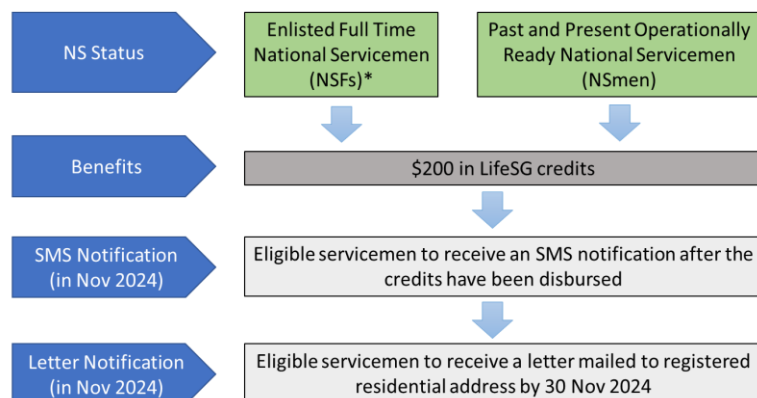 NS Status
Enlisted Full Time
National Servicemen
(NSFs)*
Past and Present Operationally
Ready National Servicemen
(NSmen)
Benefits
$200 in LifeSG credits
SMS Notification
(in Nov 2024)
Eligible servicemen to receive an SMS notification after the
credits have been disbursed
Letter Notification
(in Nov 2024)
Eligible servicemen to receive a letter mailed to registered
residential address by 30 Nov 2024